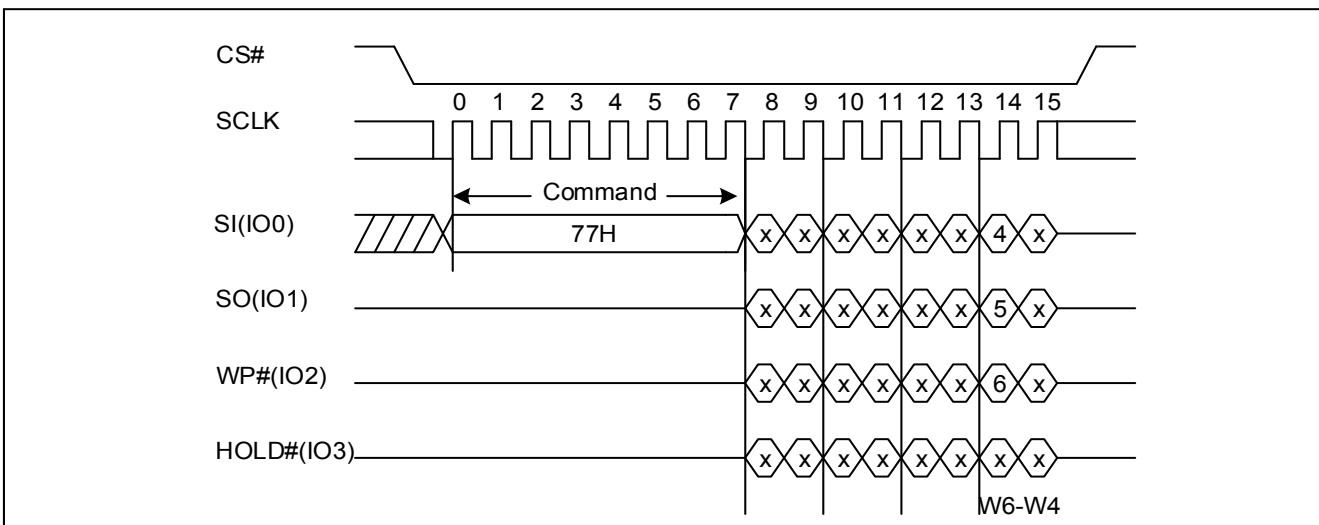 CS#
0 1 2 3 4 5 6 7 8 9 10 11 12 13 14 15
SCLK
Command
SI(IO0) 77H x x x x x x 4 x
SO(IO1) x x x x x x 5 x
WP#(IO2) x x x x x x 6 x
HOLD#(IO3) x x x x x x x x
W6-W4